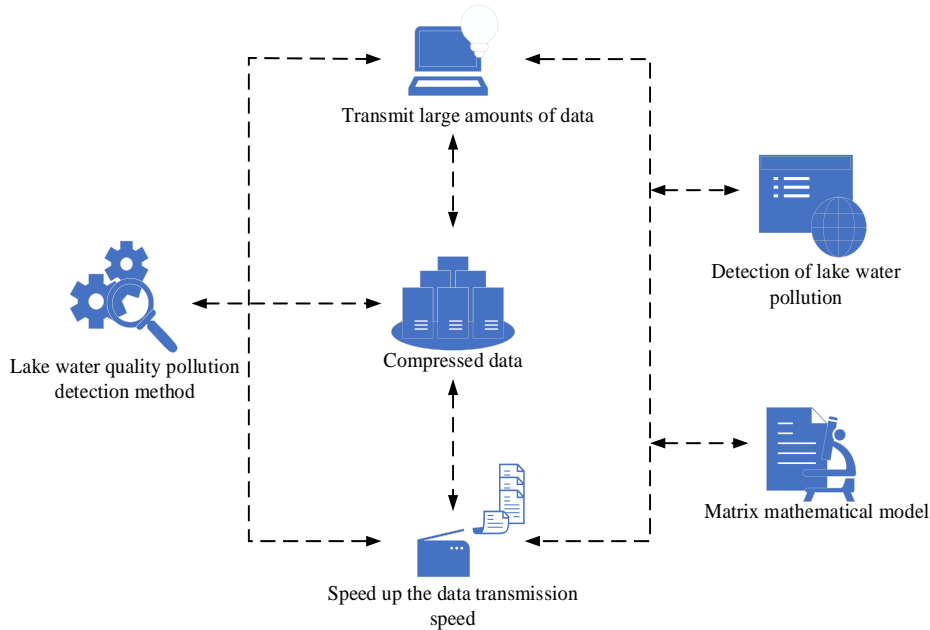 Transmit large amounts of data
Detection of lake water
pollution
Lake water quality pollution
detection method
Compressed data
Matrix mathematical model
Speed up the data transmission
speed